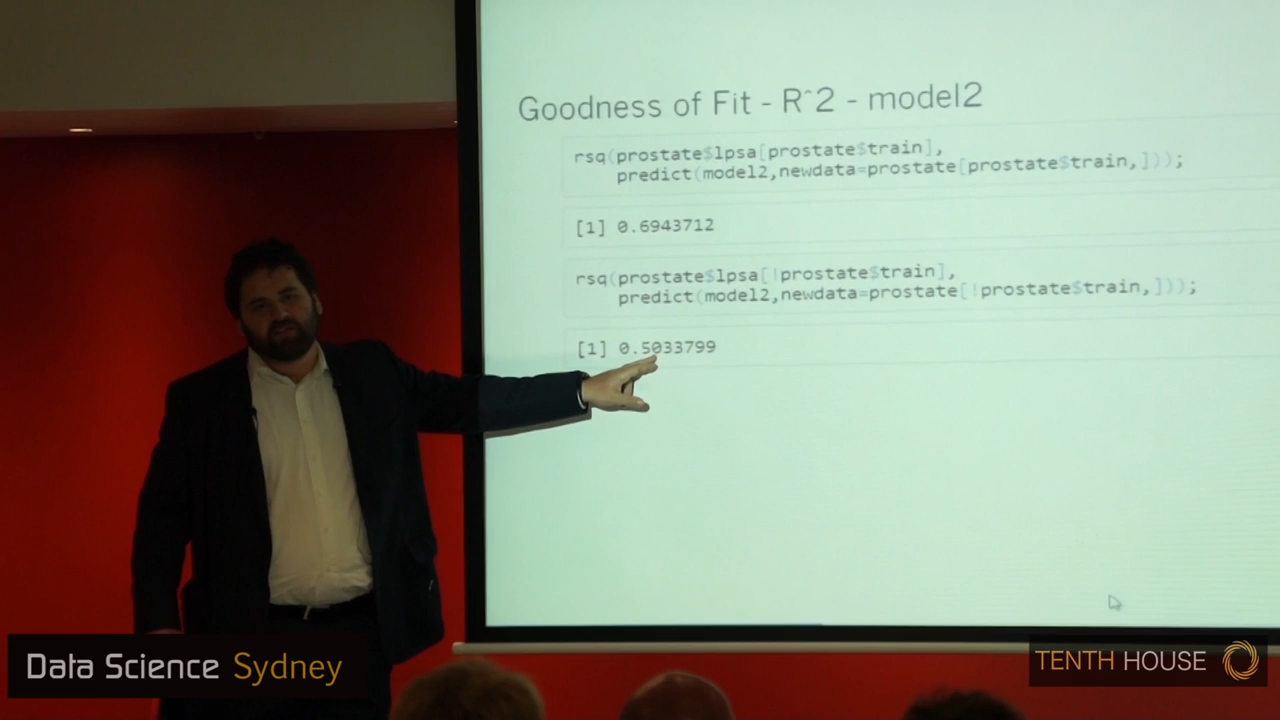 Goodness of Fit - R^2 - model2
rsq(prostate$lpsa[prostate$train],
predict(model2,newdata=prostate[prostate$train,]));
[1] 0.6943712
rsq(prostate$lpsa[!prostate$train],
predict(model2,newdata=prostate[!prostate$train,]));
[1] 0.5033799
Data Science Sydney
TENTH HOUSE